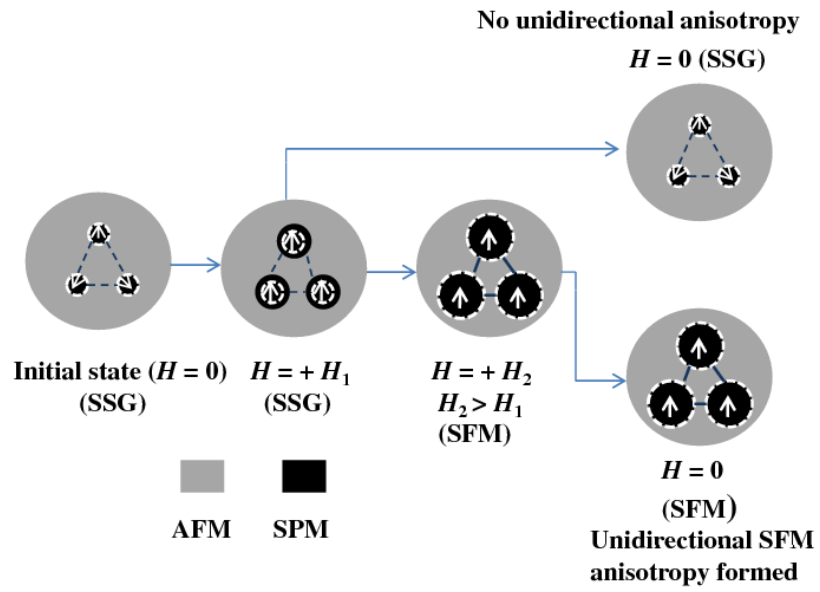 No unidirectional anisotropy
H = 0 (SSG)
Initial state (H = 0)
(SSG)
H = + H₁
(SSG)
H = + H₂
H₂ > H₁
(SFM)
H = 0
(SFM)
Unidirectional SFM
anisotropy formed
AFM
SPM